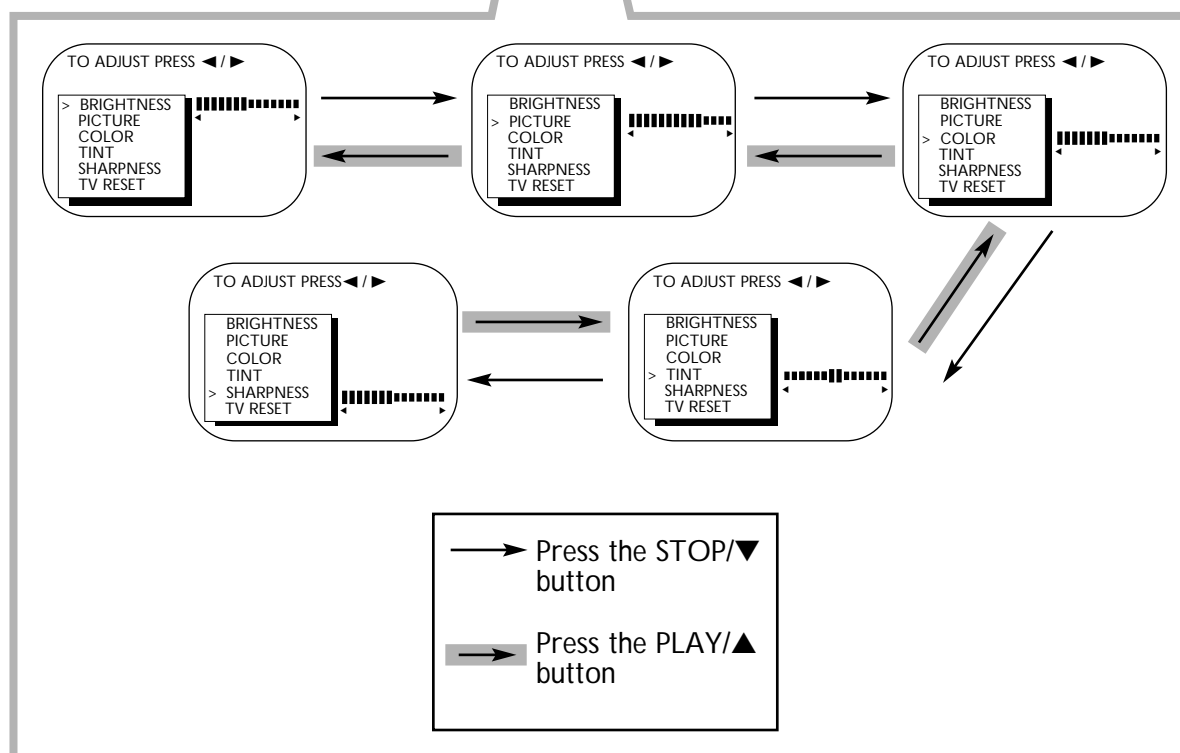 TO ADJUST PRESS ◄ / ►
> BRIGHTNESS
PICTURE
COLOR
TINT
SHARPNESS
TV RESET
TO ADJUST PRESS ◄ / ►
BRIGHTNESS
> PICTURE
COLOR
TINT
SHARPNESS
TV RESET
TO ADJUST PRESS ◄ / ►
BRIGHTNESS
PICTURE
> COLOR
TINT
SHARPNESS
TV RESET
TO ADJUST PRESS◄ / ►
BRIGHTNESS
PICTURE
COLOR
TINT
> SHARPNESS
TV RESET
TO ADJUST PRESS ◄ / ►
BRIGHTNESS
PICTURE
COLOR
> TINT
SHARPNESS
TV RESET
Press the STOP/▼
button
Press the PLAY/▲
button